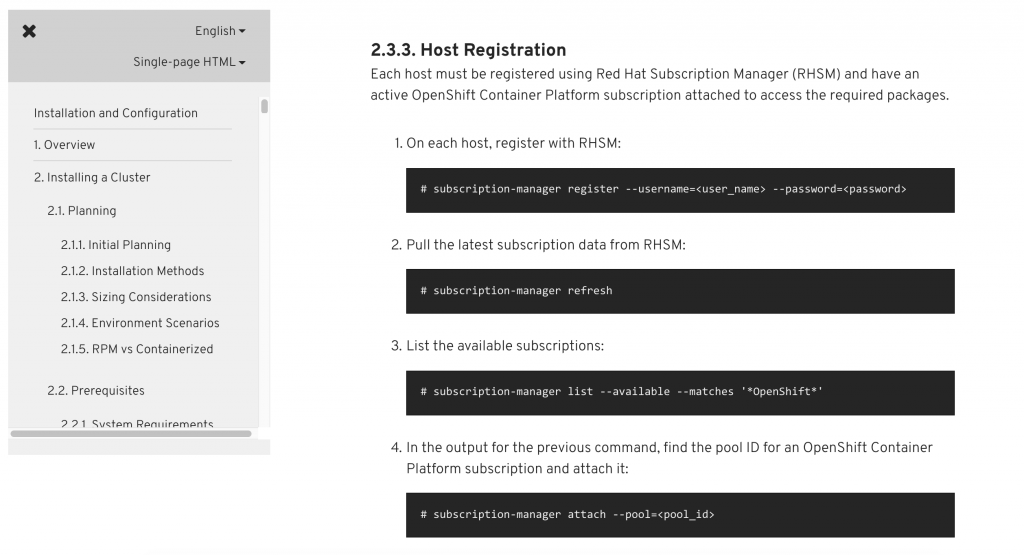 English
Single-page HTML
Installation and Configuration
1. Overview
2. Installing a Cluster
2.1. Planning
2.1.1. Initial Planning
2.1.2. Installation Methods
2.1.3. Sizing Considerations
2.1.4. Environment Scenarios
2.1.5. RPM vs Containerized
2.2. Prerequisites
2.2.1. System Requirements
2.3.3. Host Registration
Each host must be registered using Red Hat Subscription Manager (RHSM) and have an
active OpenShift Container Platform subscription attached to access the required packages.
1. On each host, register with RHSM:
# subscription-manager register --username=<user_name> --password=<password>
2. Pull the latest subscription data from RHSM:
# subscription-manager refresh
3. List the available subscriptions:
# subscription-manager list --available --matches '*OpenShift*'
4. In the output for the previous command, find the pool ID for an OpenShift Container
Platform subscription and attach it:
# subscription-manager attach --pool=<pool_id>